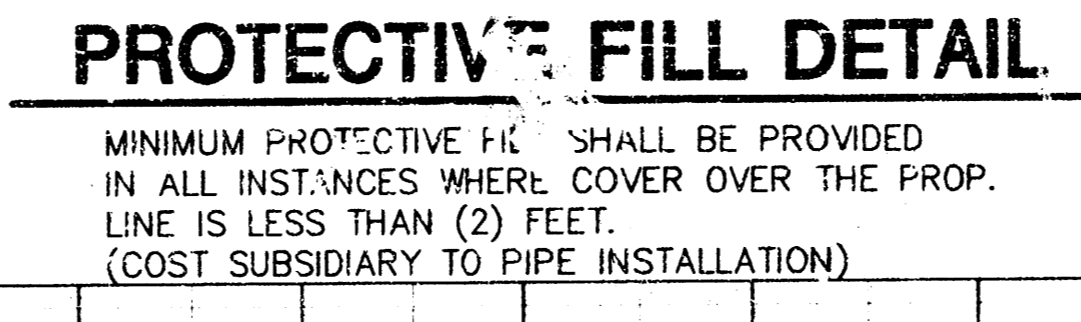 PROTECTIVE FILL DETAIL
MINIMUM PROTECTIVE FILL SHALL BE PROVIDED
IN ALL INSTANCES WHERE COVER OVER THE PROP.
LINE IS LESS THAN (2) FEET.
(COST SUBSIDIARY TO PIPE INSTALLATION)